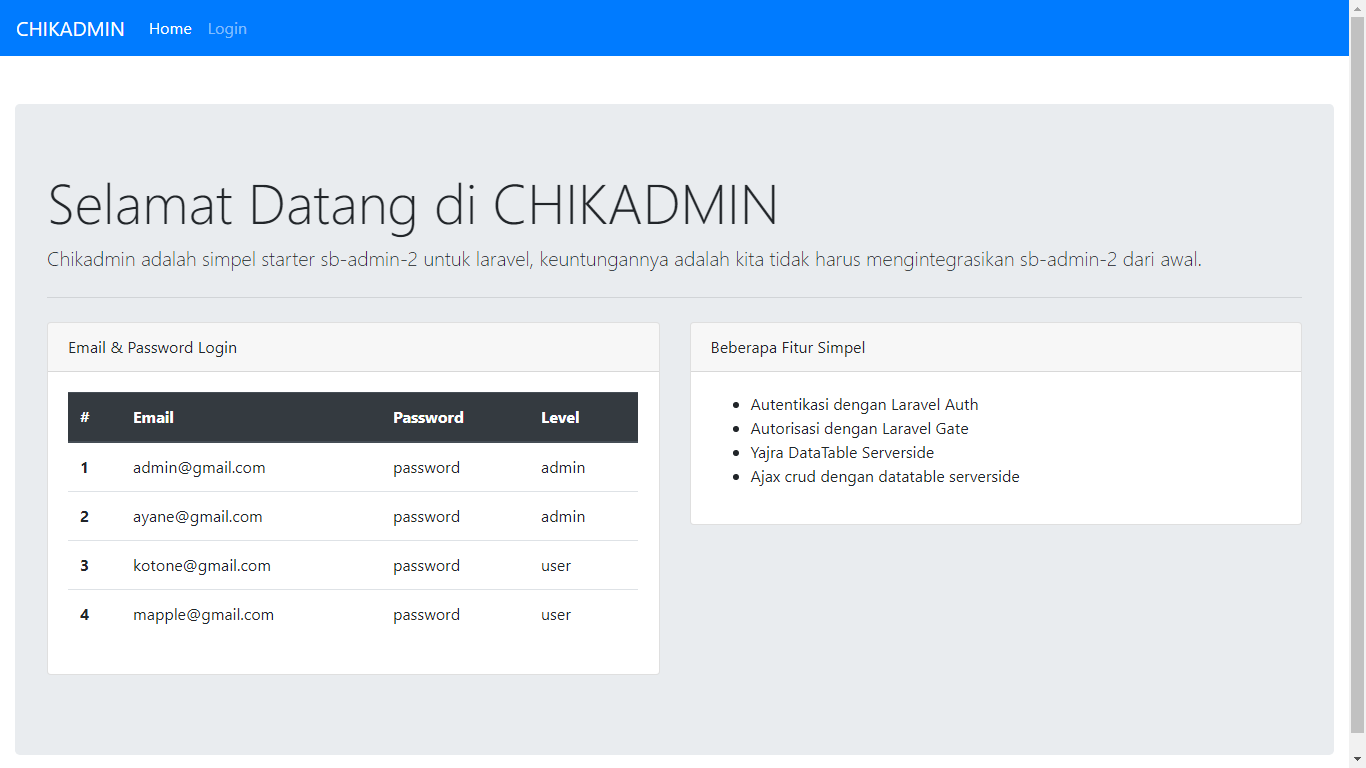 CHIKADMIN Home Login
Selamat Datang di CHIKADMIN
Chikadmin adalah simpel starter sb-admin-2 untuk laravel, keuntungannya adalah kita tidak harus mengintegrasikan sb-admin-2 dari awal.
Email & Password Login
# Email Password Level
1 admin@gmail.com password admin
2 ayane@gmail.com password admin
3 kotone@gmail.com password user
4 mapple@gmail.com password user
Beberapa Fitur Simpel
• Autentikasi dengan Laravel Auth
• Autorisasi dengan Laravel Gate
• Yajra DataTable Serverside
• Ajax crud dengan datatable serverside